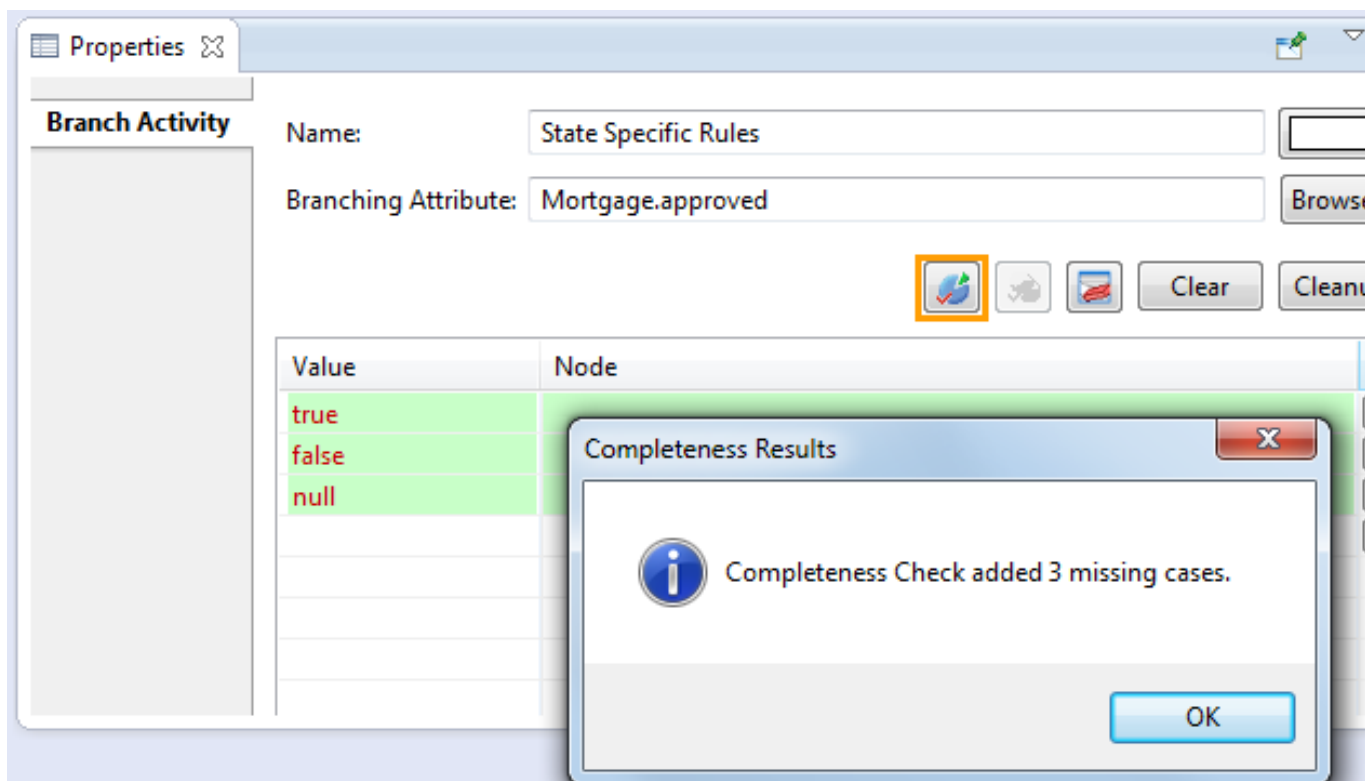 Properties
Branch Activity
Name: State Specific Rules
Branching Attribute: Mortgage.approved Browse
Clear Cleanu
Value Node
true
false
null
Completeness Results
Completeness Check added 3 missing cases.
OK